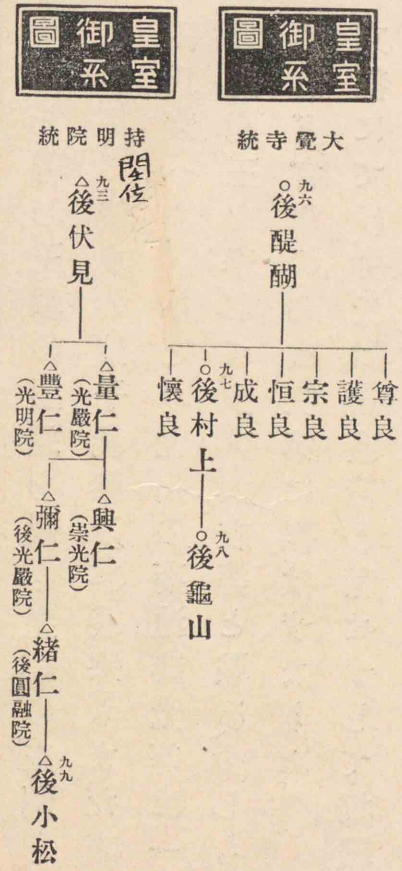 皇室御系圖
大覺寺統
九六
○後醍醐
尊良
護良
宗良
恒良
成良
九七
○後村上
九八
○後龜山
懷良
皇室御系圖
持明院統
閏位
九三
△後伏見
△量仁
(光嚴院)
△豐仁
(光明院)
△興仁
(崇光院)
△彌仁
(後光嚴院)
△緒仁
(後圓融院)
九九
△後小松